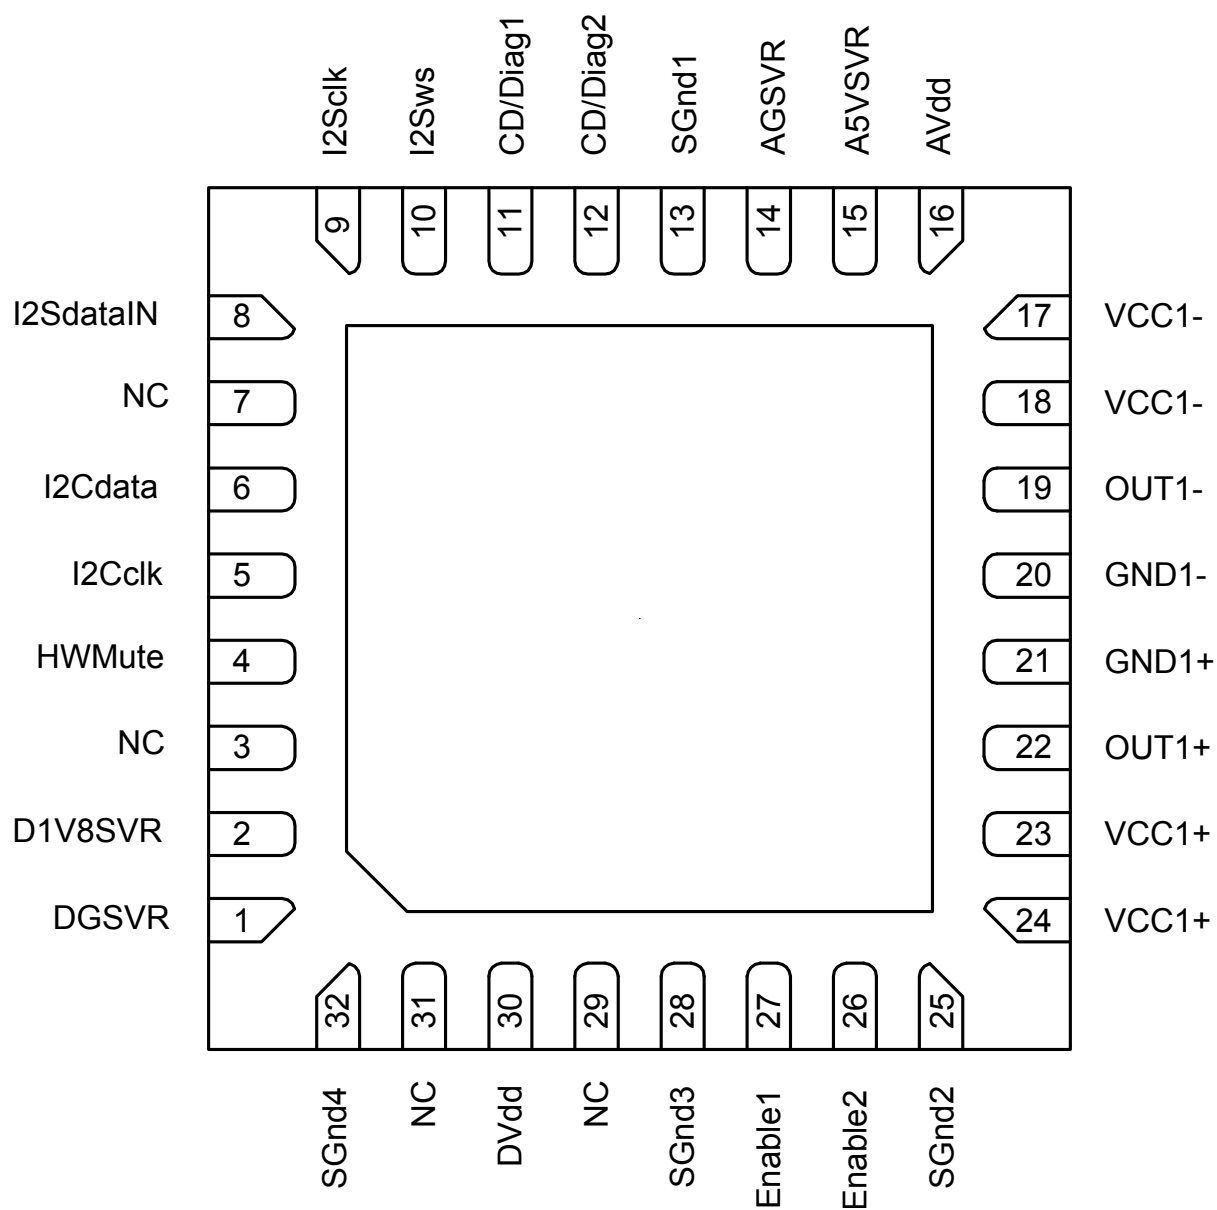 I2Sclk
I2Sws
CD/Diag1
CD/Diag2
SGnd1
AGSVR
A5VSVR
AVdd
9
10
11
12
13
14
15
16
I2SdataIN 8
17 VCC1-
NC 7
18 VCC1-
I2Cdata 6
19 OUT1-
I2Cclk 5
20 GND1-
HWMute 4
21 GND1+
NC 3
22 OUT1+
D1V8SVR 2
23 VCC1+
DGSVR 1
24 VCC1+
32
31
30
29
28
27
26
25
SGnd4
NC
DVdd
NC
SGnd3
Enable1
Enable2
SGnd2